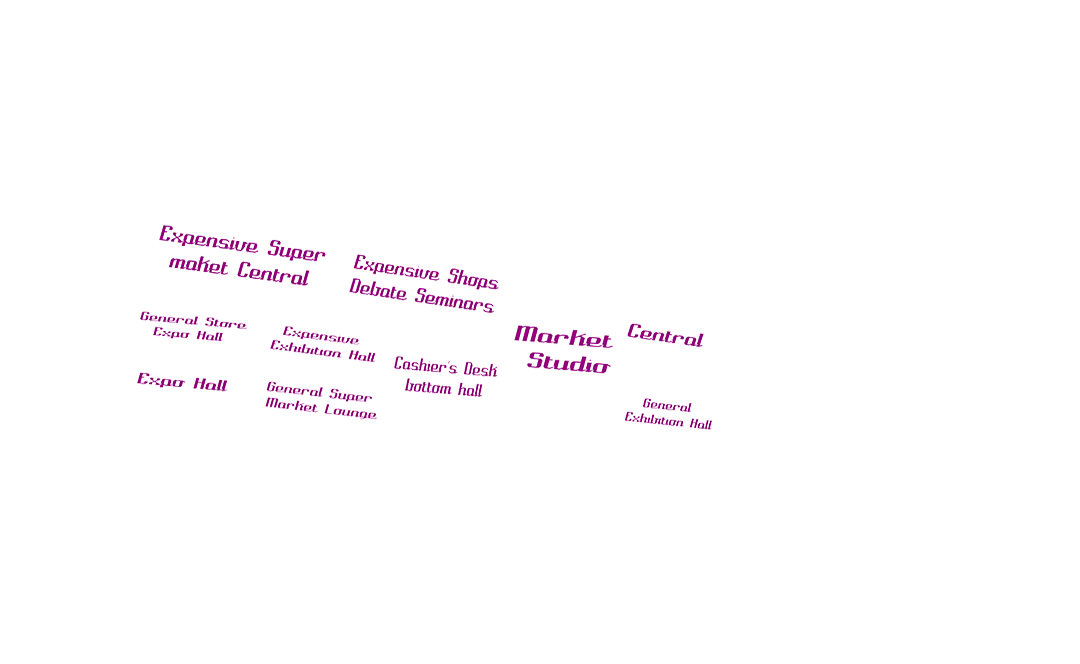 Expensive Super
maket Central
Expensive Shops
Debate Seminars
General Store
Expo Hall
Expensive
Exhibition Hall
Cashier's Desk
bottom hall
Market
Studio
Central
Expo Hall
General Super
Market Lounge
General
Exhibition Hall